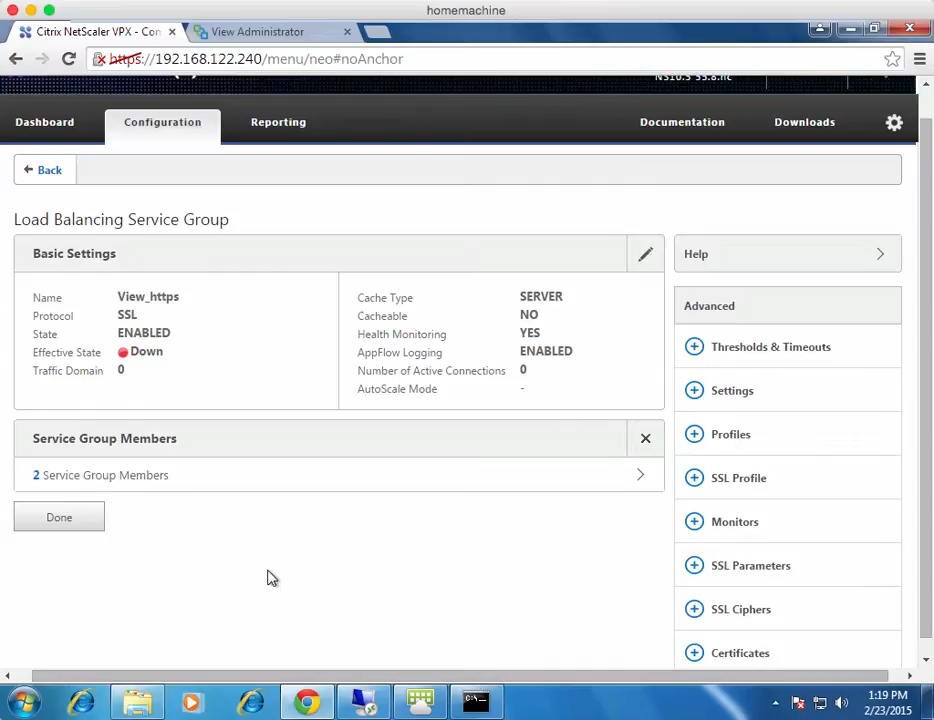 homemachine
Citrix NetScaler VPX - Con
View Administrator
https://192.168.122.240/menu/neo#noAnchor
Dashboard
Configuration
Reporting
Documentation
Downloads
Back
Load Balancing Service Group
Basic Settings
Name View_https
Protocol SSL
State ENABLED
Effective State Down
Traffic Domain 0
Cache Type SERVER
Cacheable NO
Health Monitoring YES
AppFlow Logging ENABLED
Number of Active Connections 0
AutoScale Mode -
Service Group Members
2 Service Group Members
Done
Help
Advanced
Thresholds & Timeouts
Settings
Profiles
SSL Profile
Monitors
SSL Parameters
SSL Ciphers
Certificates
1:19 PM
2/23/2015